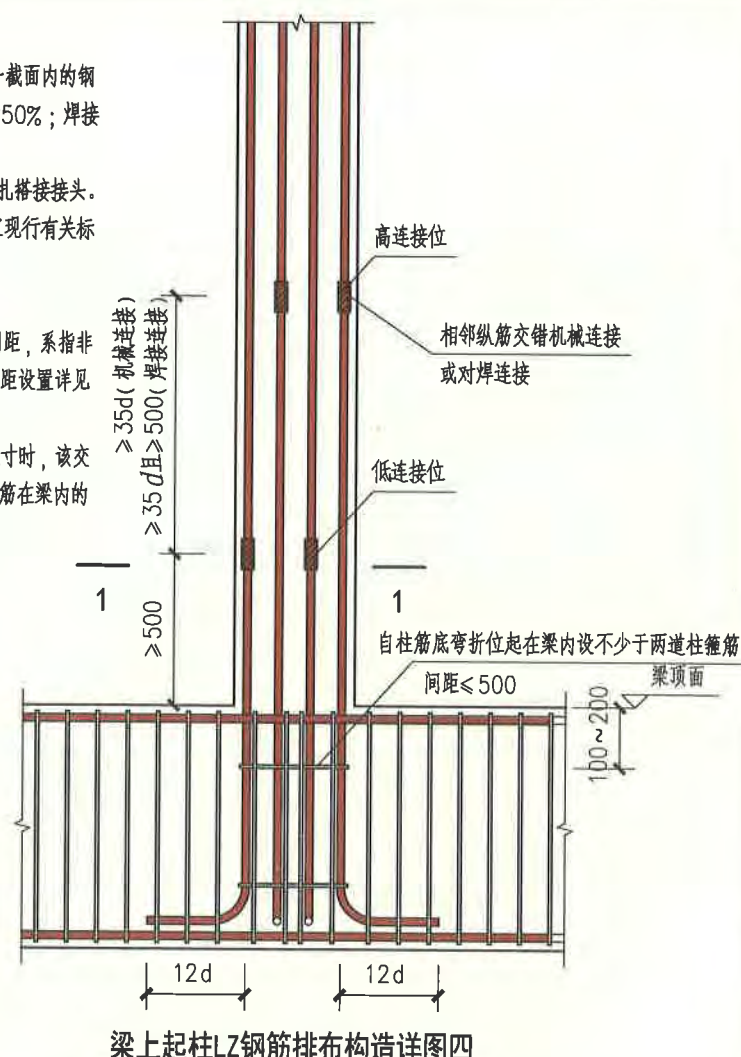 截面内的钢
50%；焊接
扎搭接接头。
现行有关标
间距，系指非
距设置详见
寸时，该交
筋在梁内的
高连接位
相邻纵筋交错机械连接
或对焊连接
≥35d(机械连接)
≥35d且≥500(焊接连接)
低连接位
1
1
≥500
自柱筋底弯折位起在梁内设不少于两道柱箍筋
间距≤500
梁顶面
100~200
12d
12d
梁上起柱LZ钢筋排布构造详图四